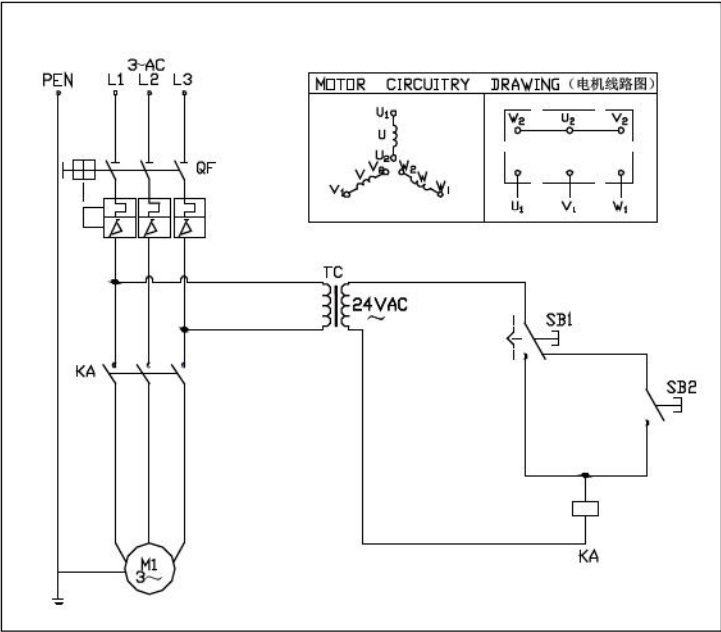 3~AC
PEN L1 L2 L3
QF
MOTOR CIRCUITRY DRAWING (电机线路图)
U1
U
U2
V2 W2
V W
V1 W1
W2 U2 V2
U1 V1 W1
TC
24VAC
~
SB1
KA
SB2
M1
3~
KA